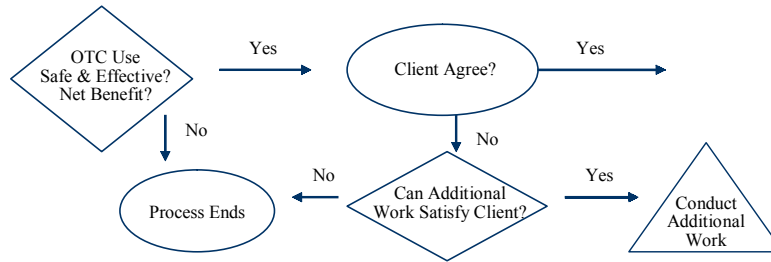 OTC Use
Safe & Effective?
Net Benefit?
Yes
Client Agree?
Yes
No
No
Process Ends
No
Can Additional
Work Satisfy Client?
Yes
Conduct
Additional
Work